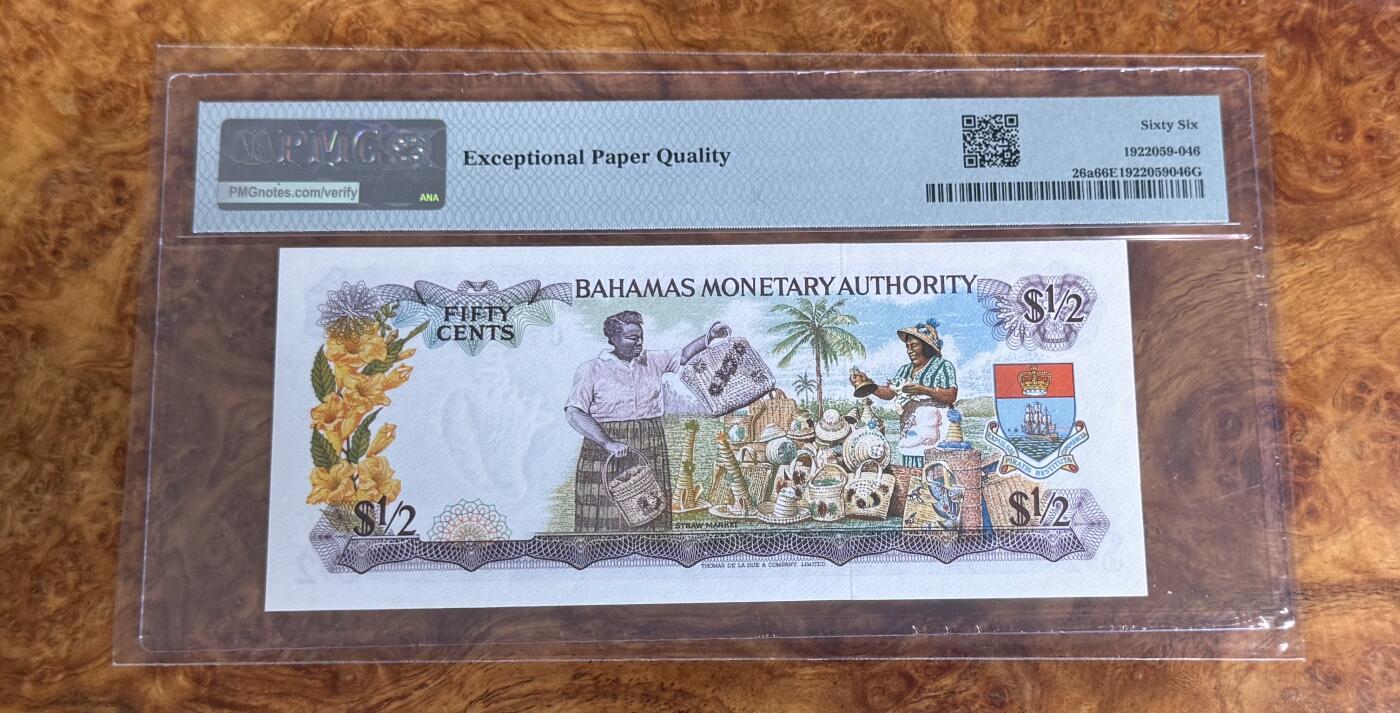 PMG
PMGnotes.com/verify
ANA
Exceptional Paper Quality
Sixty Six
1922059-046
26a66E1922059046G
FIFTY
CENTS
BAHAMAS MONETARY AUTHORITY
$1/2
$1/2
STRAW MARKET
$1/2
THOMAS DE LA RUE & COMPANY, LIMITED